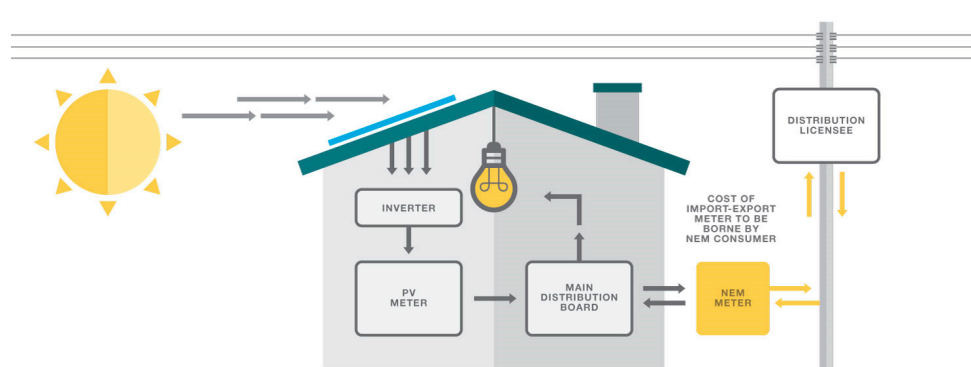 DISTRIBUTION
LICENSEE
COST OF
IMPORT-EXPORT
METER TO BE
BORNE BY
NEM CONSUMER
INVERTER
PV
METER
MAIN
DISTRIBUTION
BOARD
NEM
METER